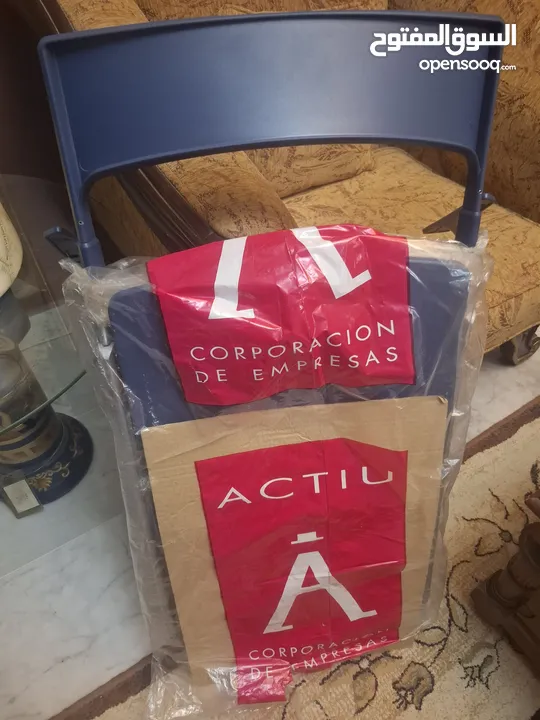 السوق المفتوح
opensooq.com
CORPORACION
DE EMPRESAS
ACTIU
A
CORPORACION
DE EMPRESAS